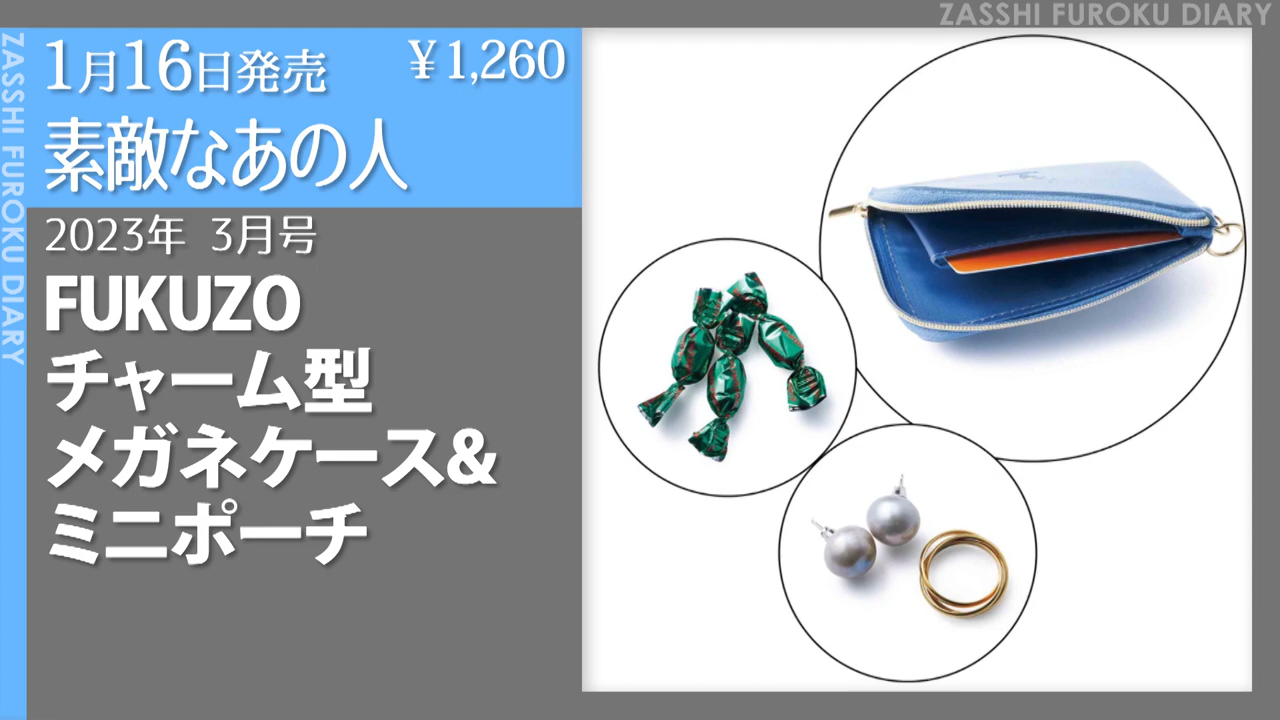 ZASSHI FUROKU DIARY
ZASSHI FUROKU DIARY
1月16日発売
¥1,260
素敵なあの人
2023年 3月号
FUKUZO
チャーム型
メガネケース&
ミニポーチ